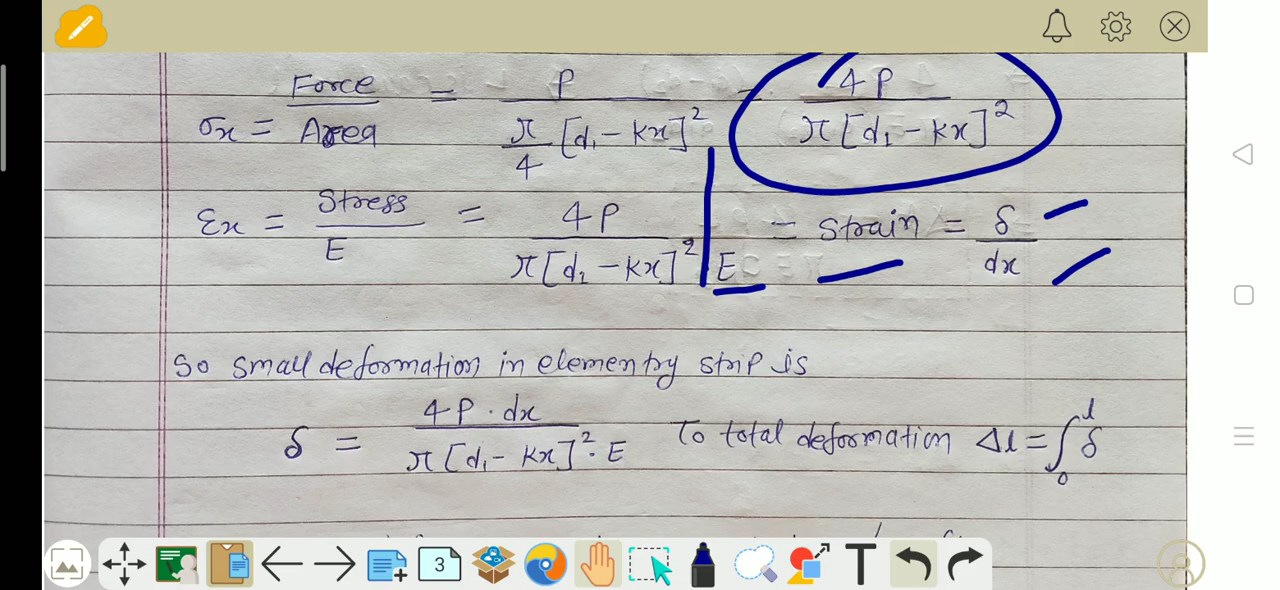 σx = Force/Area = P / (π/4 [d₁ - kx]²) = 4P / (π[d₁ - kx]²)
εx = Stress/E = 4P / (π[d₁ - kx]² E) = Strain = δ/dx
So small deformation in elementry strip is
δ = 4P · dx / (π[d₁ - kx]² · E) To total deformation Δl = ∫₀ˡ δ
3
T